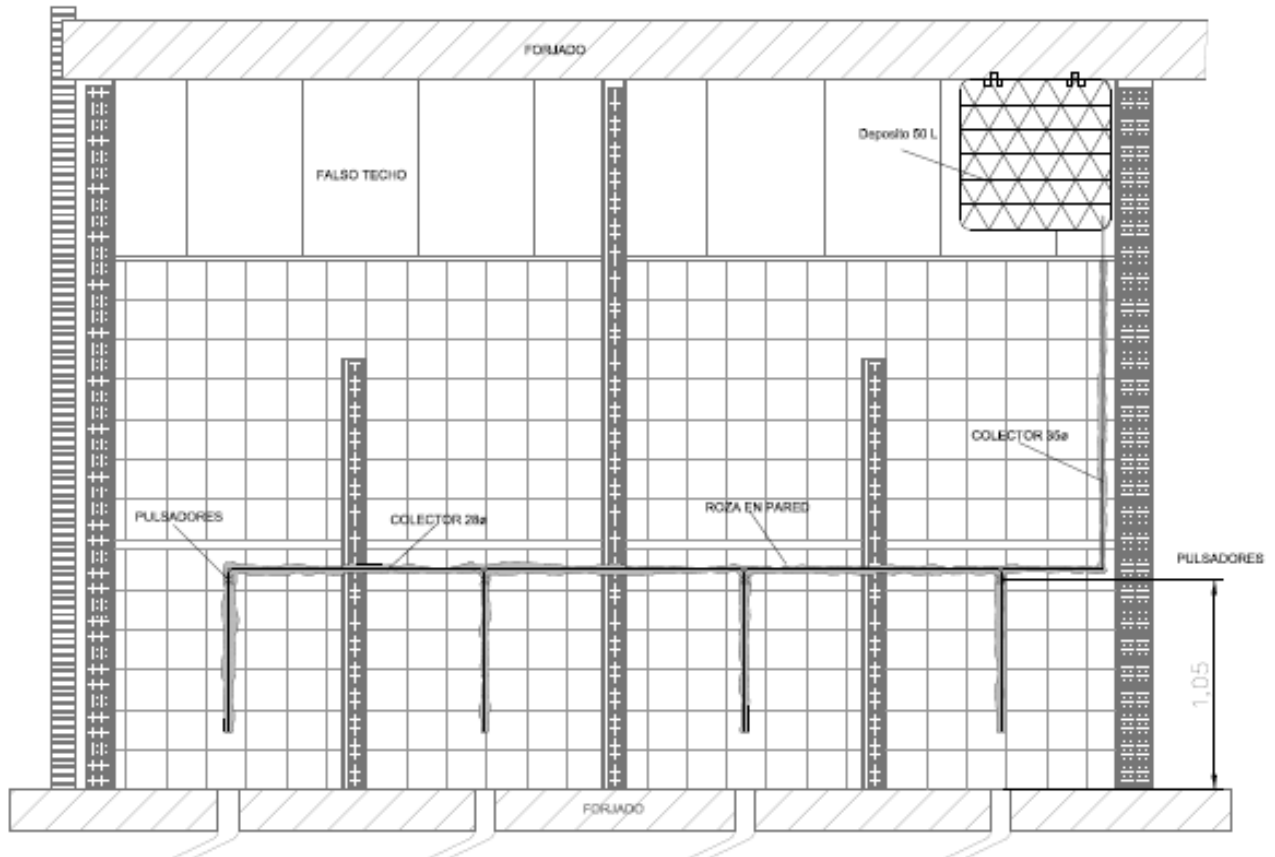 FORJADO
Deposito 50 L
FALSO TECHO
COLECTOR 35ø
PULSADORES
COLECTOR 28ø
ROZA EN PARED
PULSADORES
1,05
FORJADO